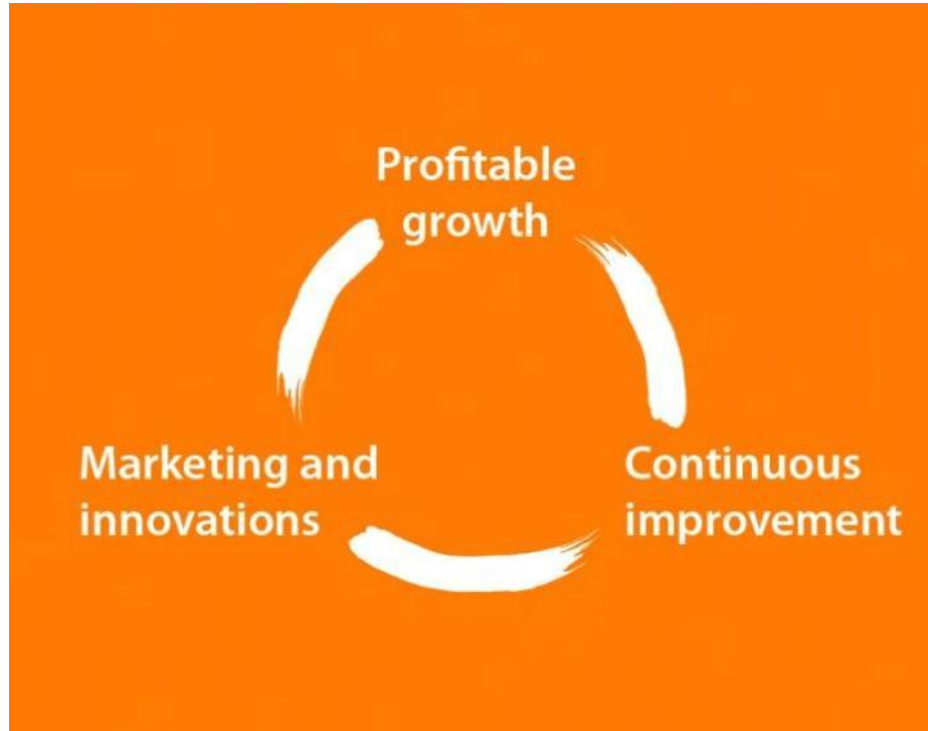 Profitable
growth
Marketing and
innovations
Continuous
improvement